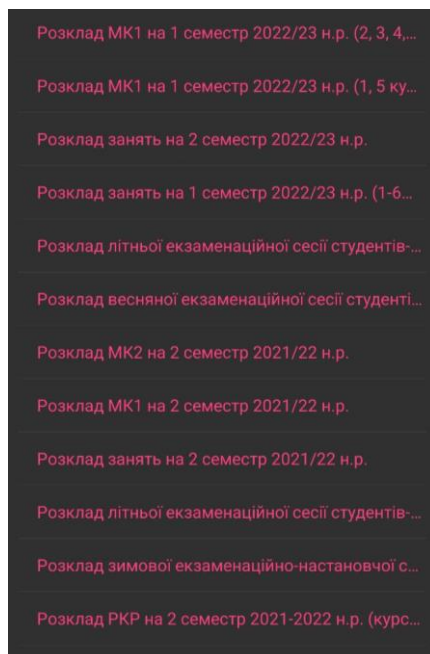 Розклад МК1 на 1 семестр 2022/23 н.р. (2, 3, 4,...
Розклад МК1 на 1 семестр 2022/23 н.р. (1, 5 ку...
Розклад занять на 2 семестр 2022/23 н.р.
Розклад занять на 1 семестр 2022/23 н.р. (1-6...
Розклад літньої екзаменаційної сесії студентів-...
Розклад весняної екзаменаційної сесії студенті...
Розклад МК2 на 2 семестр 2021/22 н.р.
Розклад МК1 на 2 семестр 2021/22 н.р.
Розклад занять на 2 семестр 2021/22 н.р.
Розклад літньої екзаменаційної сесії студентів-...
Розклад зимової екзаменаційно-настановчої с...
Розклад РКР на 2 семестр 2021-2022 н.р. (курс...